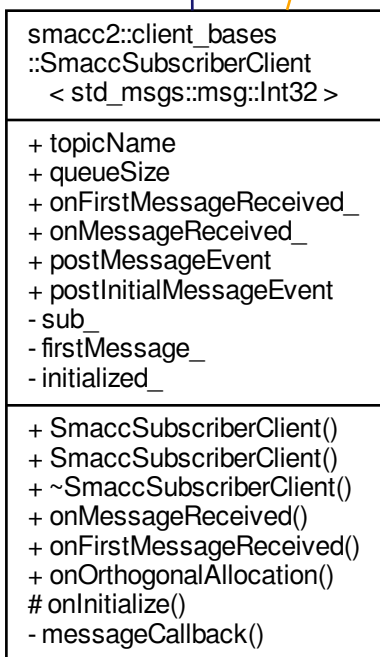 smacc2::client_bases
::SmaccSubscriberClient
< std_msgs::msg::Int32 >
+ topicName
+ queueSize
+ onFirstMessageReceived_
+ onMessageReceived_
+ postMessageEvent
+ postInitialMessageEvent
- sub_
- firstMessage_
- initialized_
+ SmaccSubscriberClient()
+ SmaccSubscriberClient()
+ ~SmaccSubscriberClient()
+ onMessageReceived()
+ onFirstMessageReceived()
+ onOrthogonalAllocation()
# onInitialize()
- messageCallback()